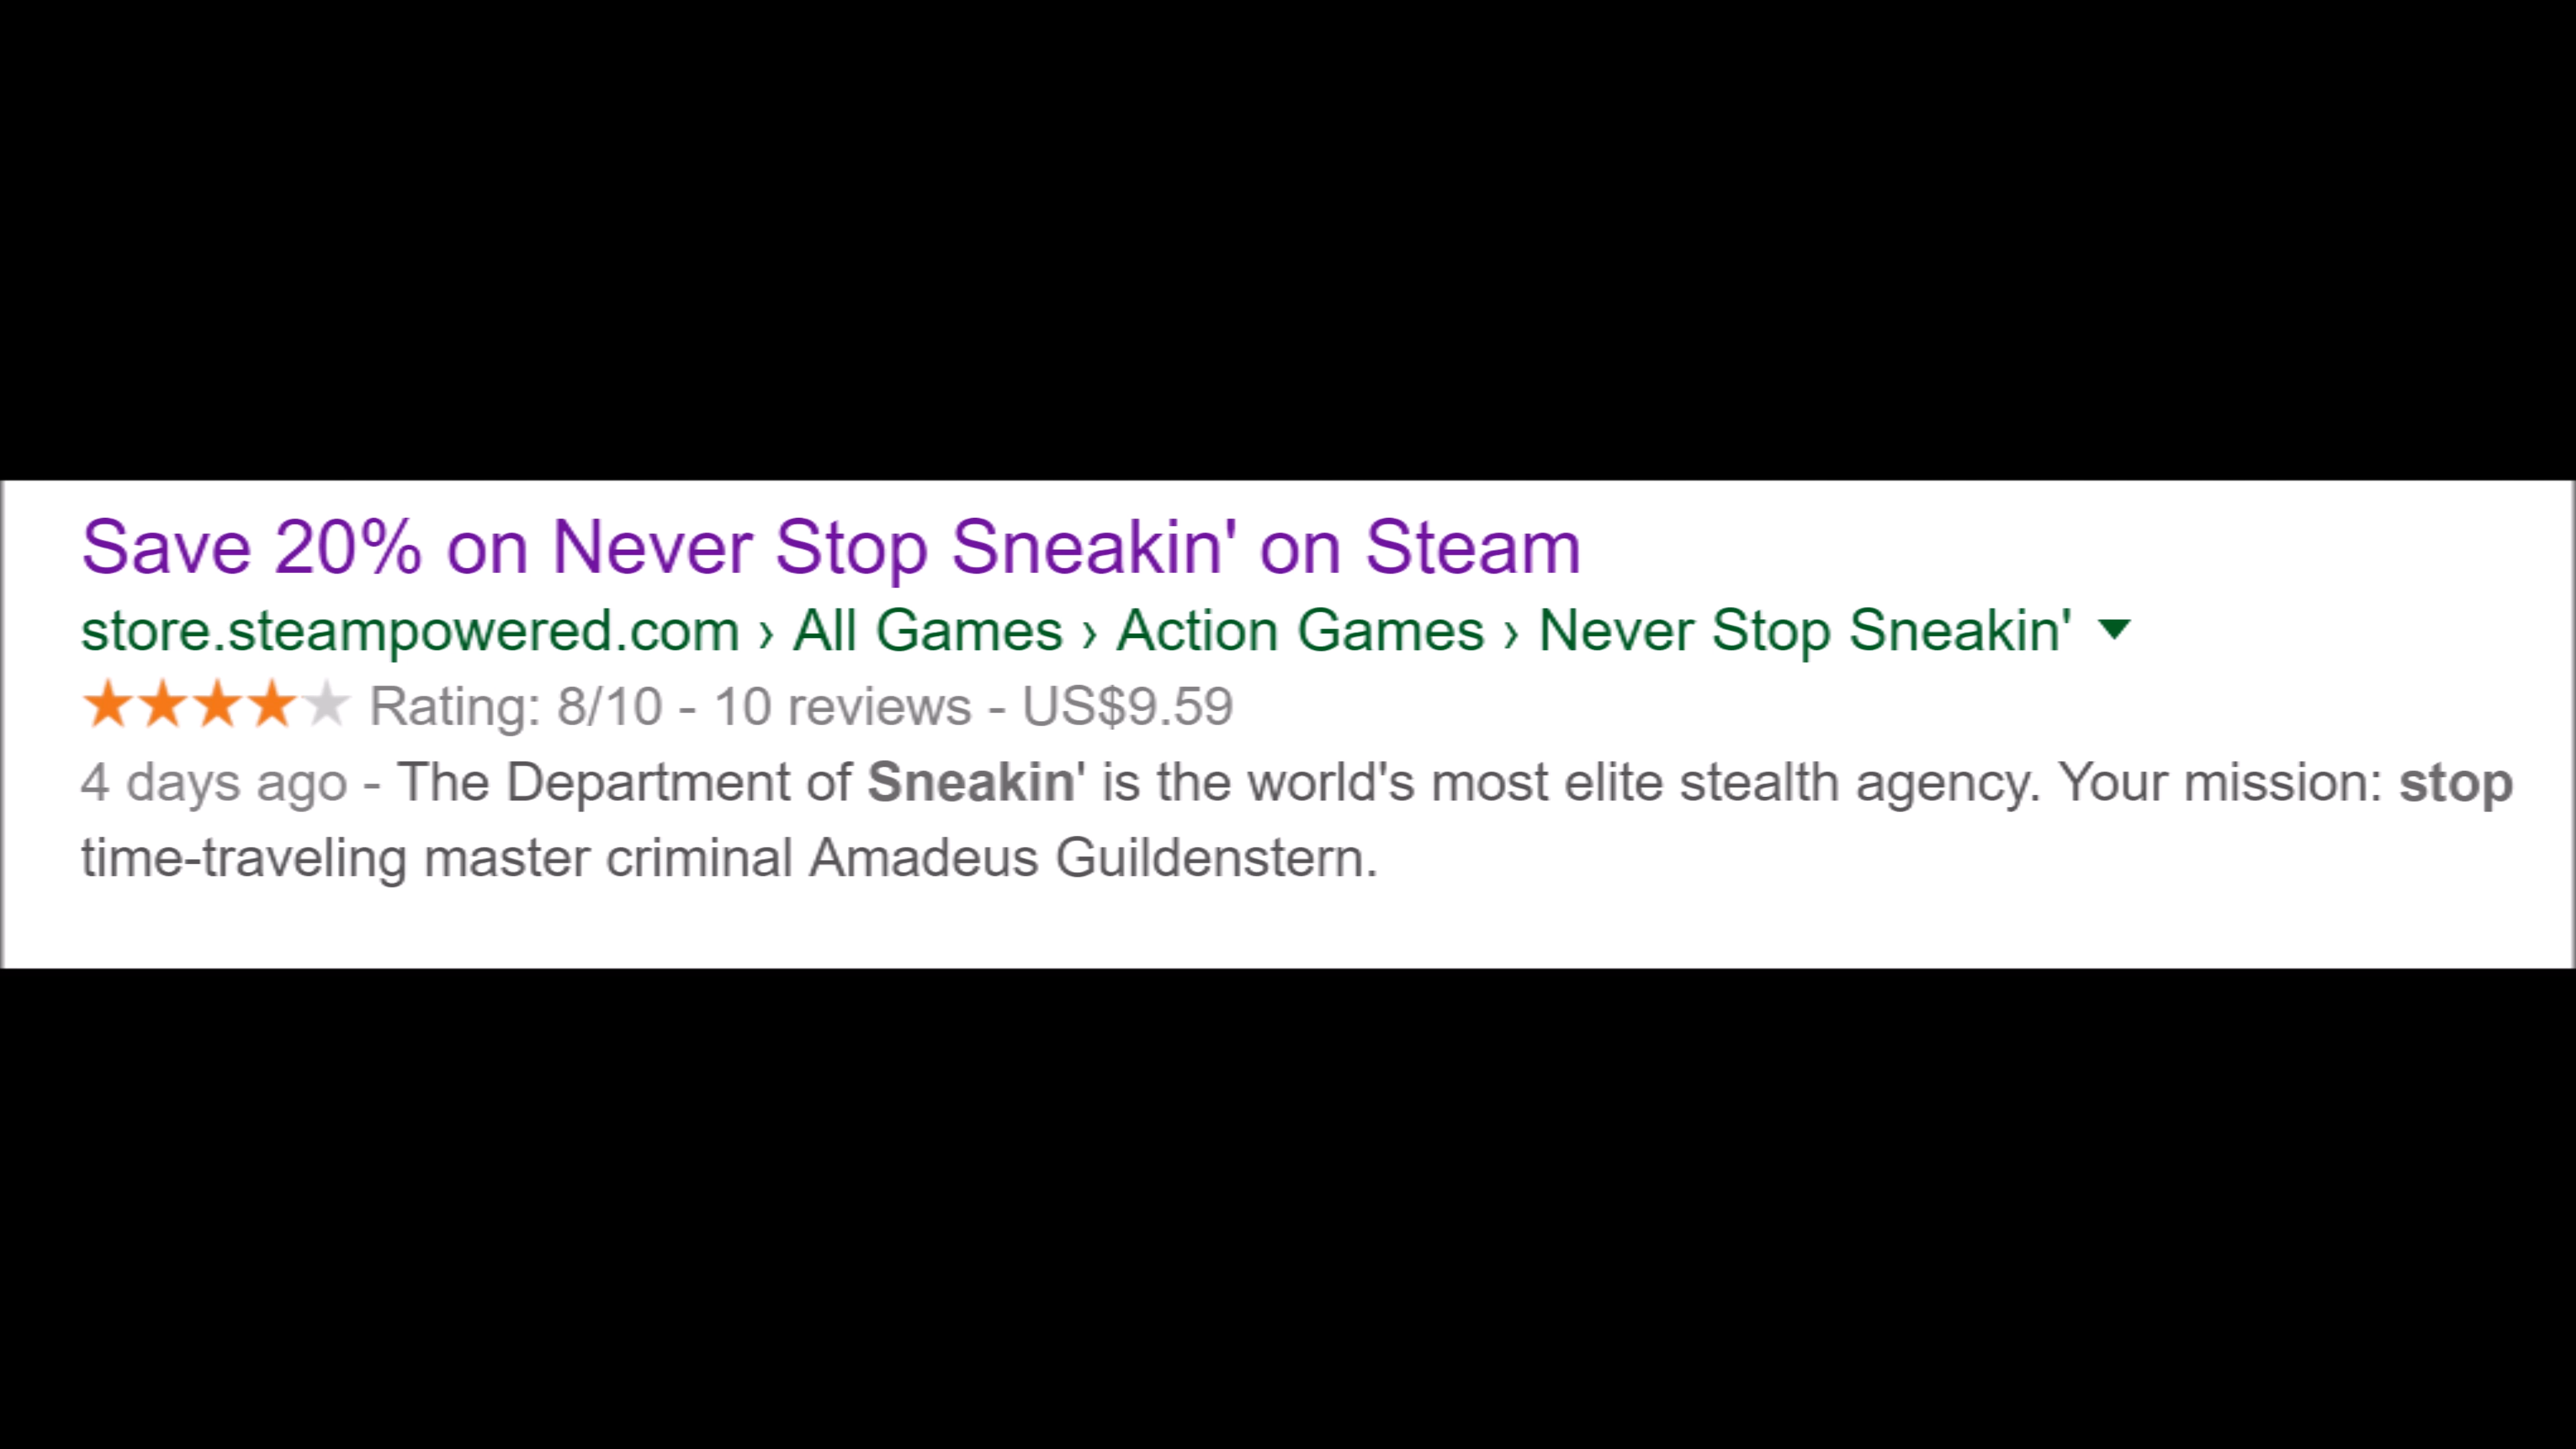 Save 20% on Never Stop Sneakin' on Steam
store.steampowered.com › All Games › Action Games › Never Stop Sneakin'
Rating: 8/10 - 10 reviews - US$9.59
4 days ago - The Department of Sneakin' is the world's most elite stealth agency. Your mission: stop
time-traveling master criminal Amadeus Guildenstern.